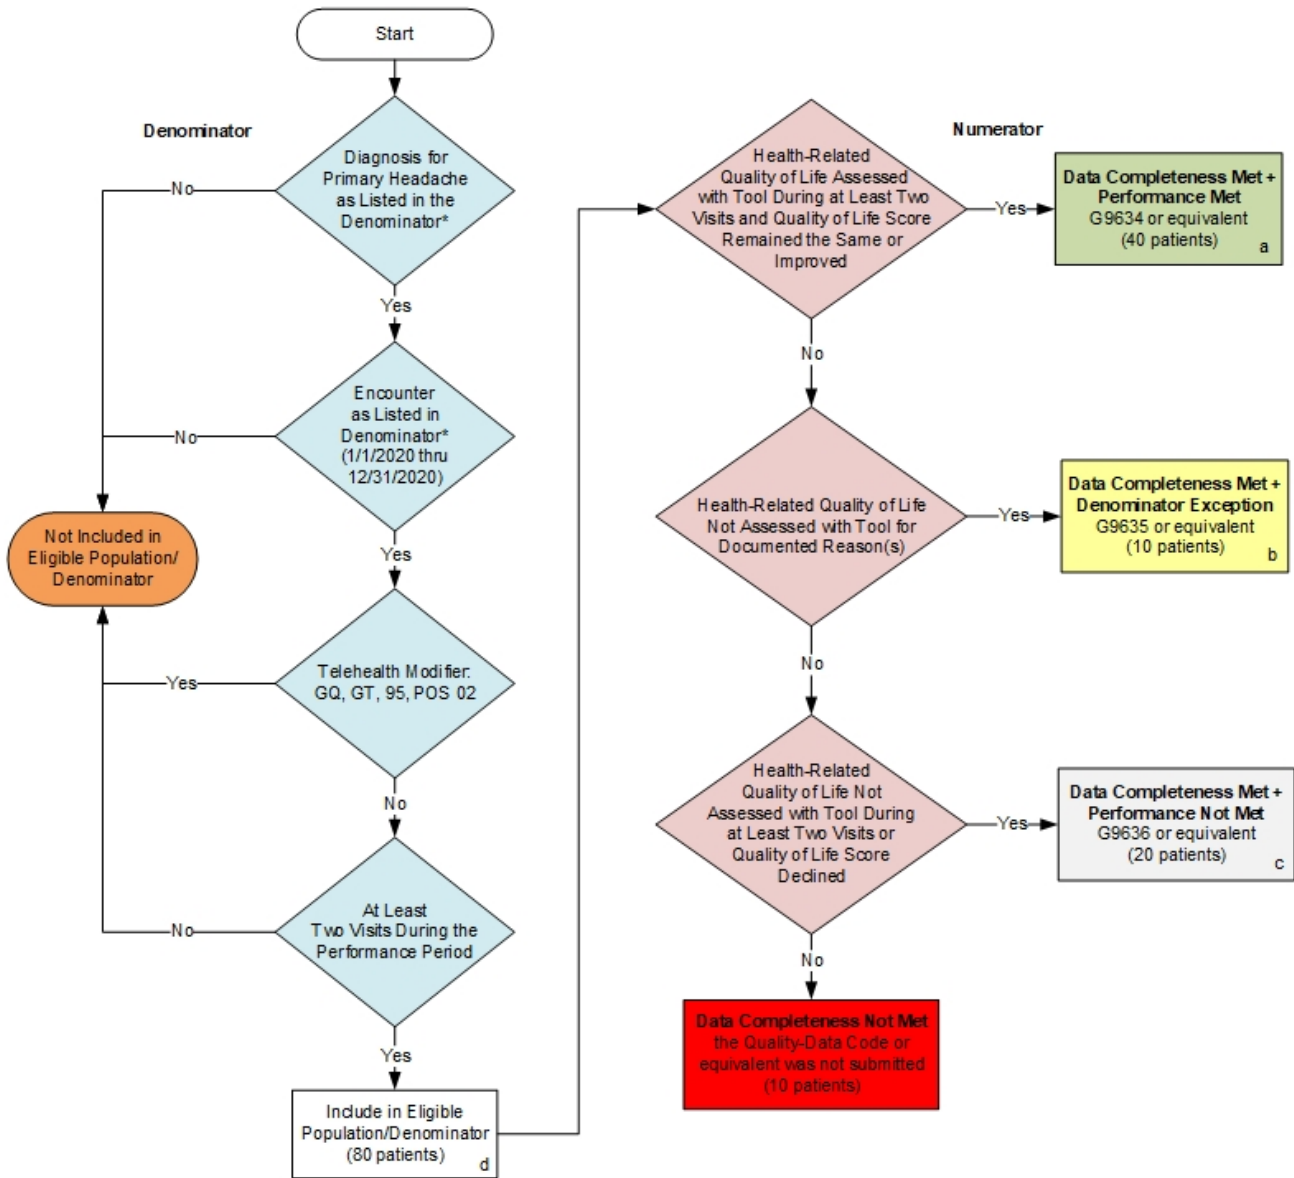 Start
Denominator
Diagnosis for
Primary Headache
as Listed in the
Denominator*
No
Yes
Encounter
as Listed in
Denominator*
(1/1/2020 thru
12/31/2020)
No
Yes
Not Included in
Eligible Population/
Denominator
Telehealth Modifier:
GQ, GT, 95, POS 02
Yes
No
At Least
Two Visits During the
Performance Period
No
Yes
Include in Eligible
Population/Denominator
(80 patients)
d
Numerator
Health-Related
Quality of Life Assessed
with Tool During at Least Two
Visits and Quality of Life Score
Remained the Same or
Improved
Yes
Data Completeness Met +
Performance Met
G9634 or equivalent
(40 patients)
a
No
Health-Related Quality of Life
Not Assessed with Tool for
Documented Reason(s)
Yes
Data Completeness Met +
Denominator Exception
G9635 or equivalent
(10 patients)
b
No
Health-Related
Quality of Life Not
Assessed with Tool During
at Least Two Visits or
Quality of Life Score
Declined
Yes
Data Completeness Met +
Performance Not Met
G9636 or equivalent
(20 patients)
c
No
Data Completeness Not Met
the Quality-Data Code or
equivalent was not submitted
(10 patients)